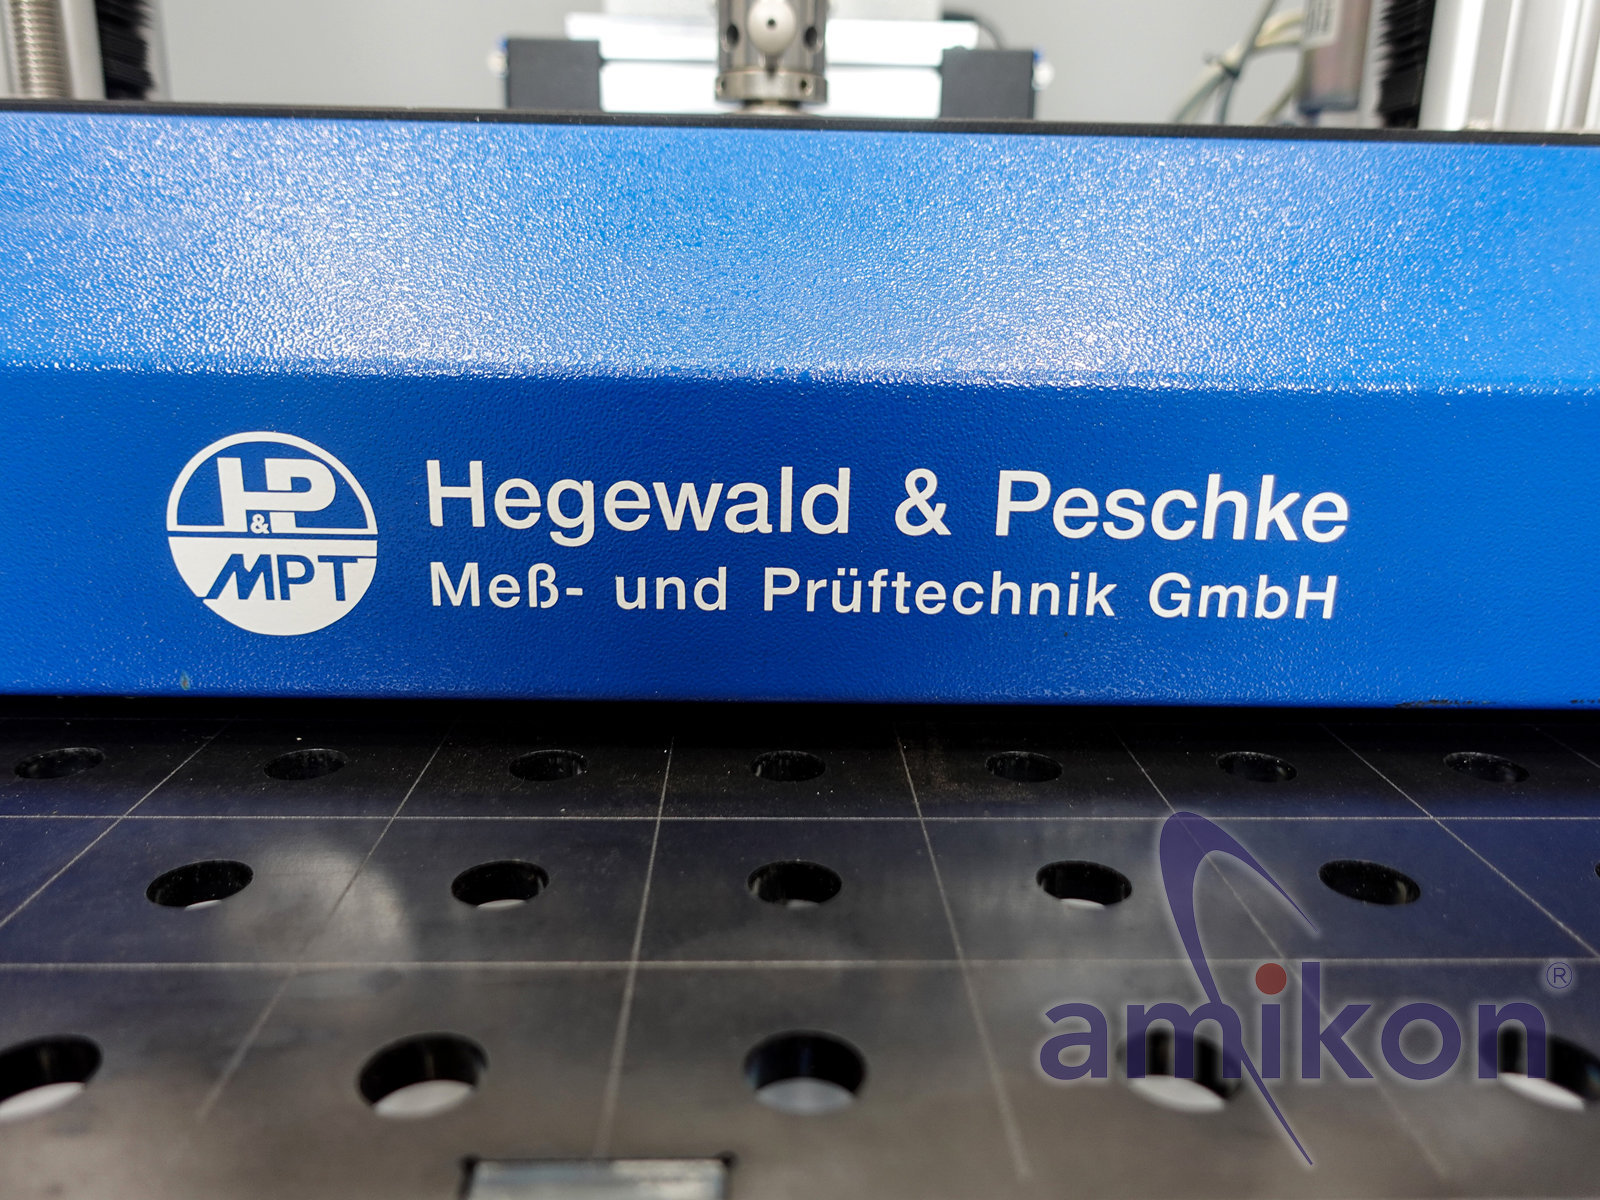 H&P
MPT
Hegewald & Peschke
Meß- und Prüftechnik GmbH
amikon®